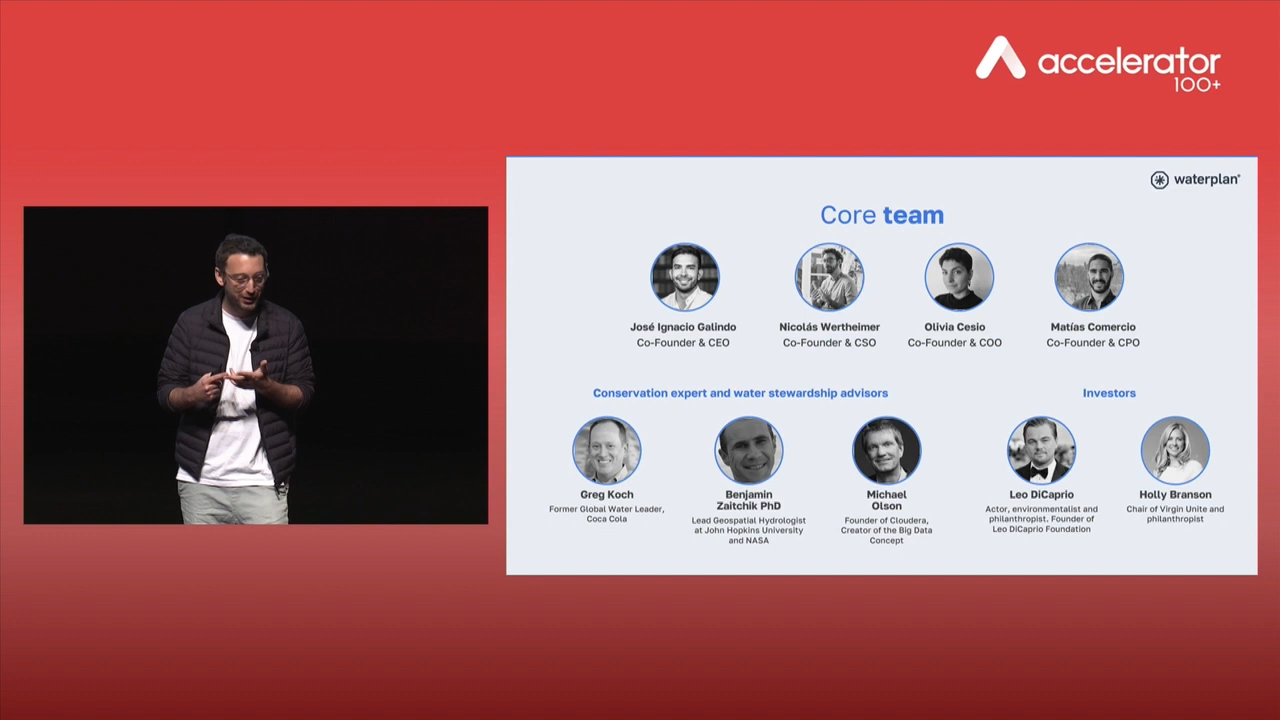 accelerator
100+
waterplan
Core team
José Ignacio Galindo
Co-Founder & CEO
Nicolás Wertheimer
Co-Founder & CSO
Olivia Cesio
Co-Founder & COO
Matías Comercio
Co-Founder & CPO
Conservation expert and water stewardship advisors
Investors
Greg Koch
Former Global Water Leader,
Coca Cola
Benjamin
Zaitchik PhD
Lead Geospatial Hydrologist
at John Hopkins University
and NASA
Michael
Olson
Founder of Cloudera,
Creator of the Big Data
Concept
Leo DiCaprio
Actor, environmentalist and
philanthropist. Founder of
Leo DiCaprio Foundation
Holly Branson
Chair of Virgin Unite and
philanthropist